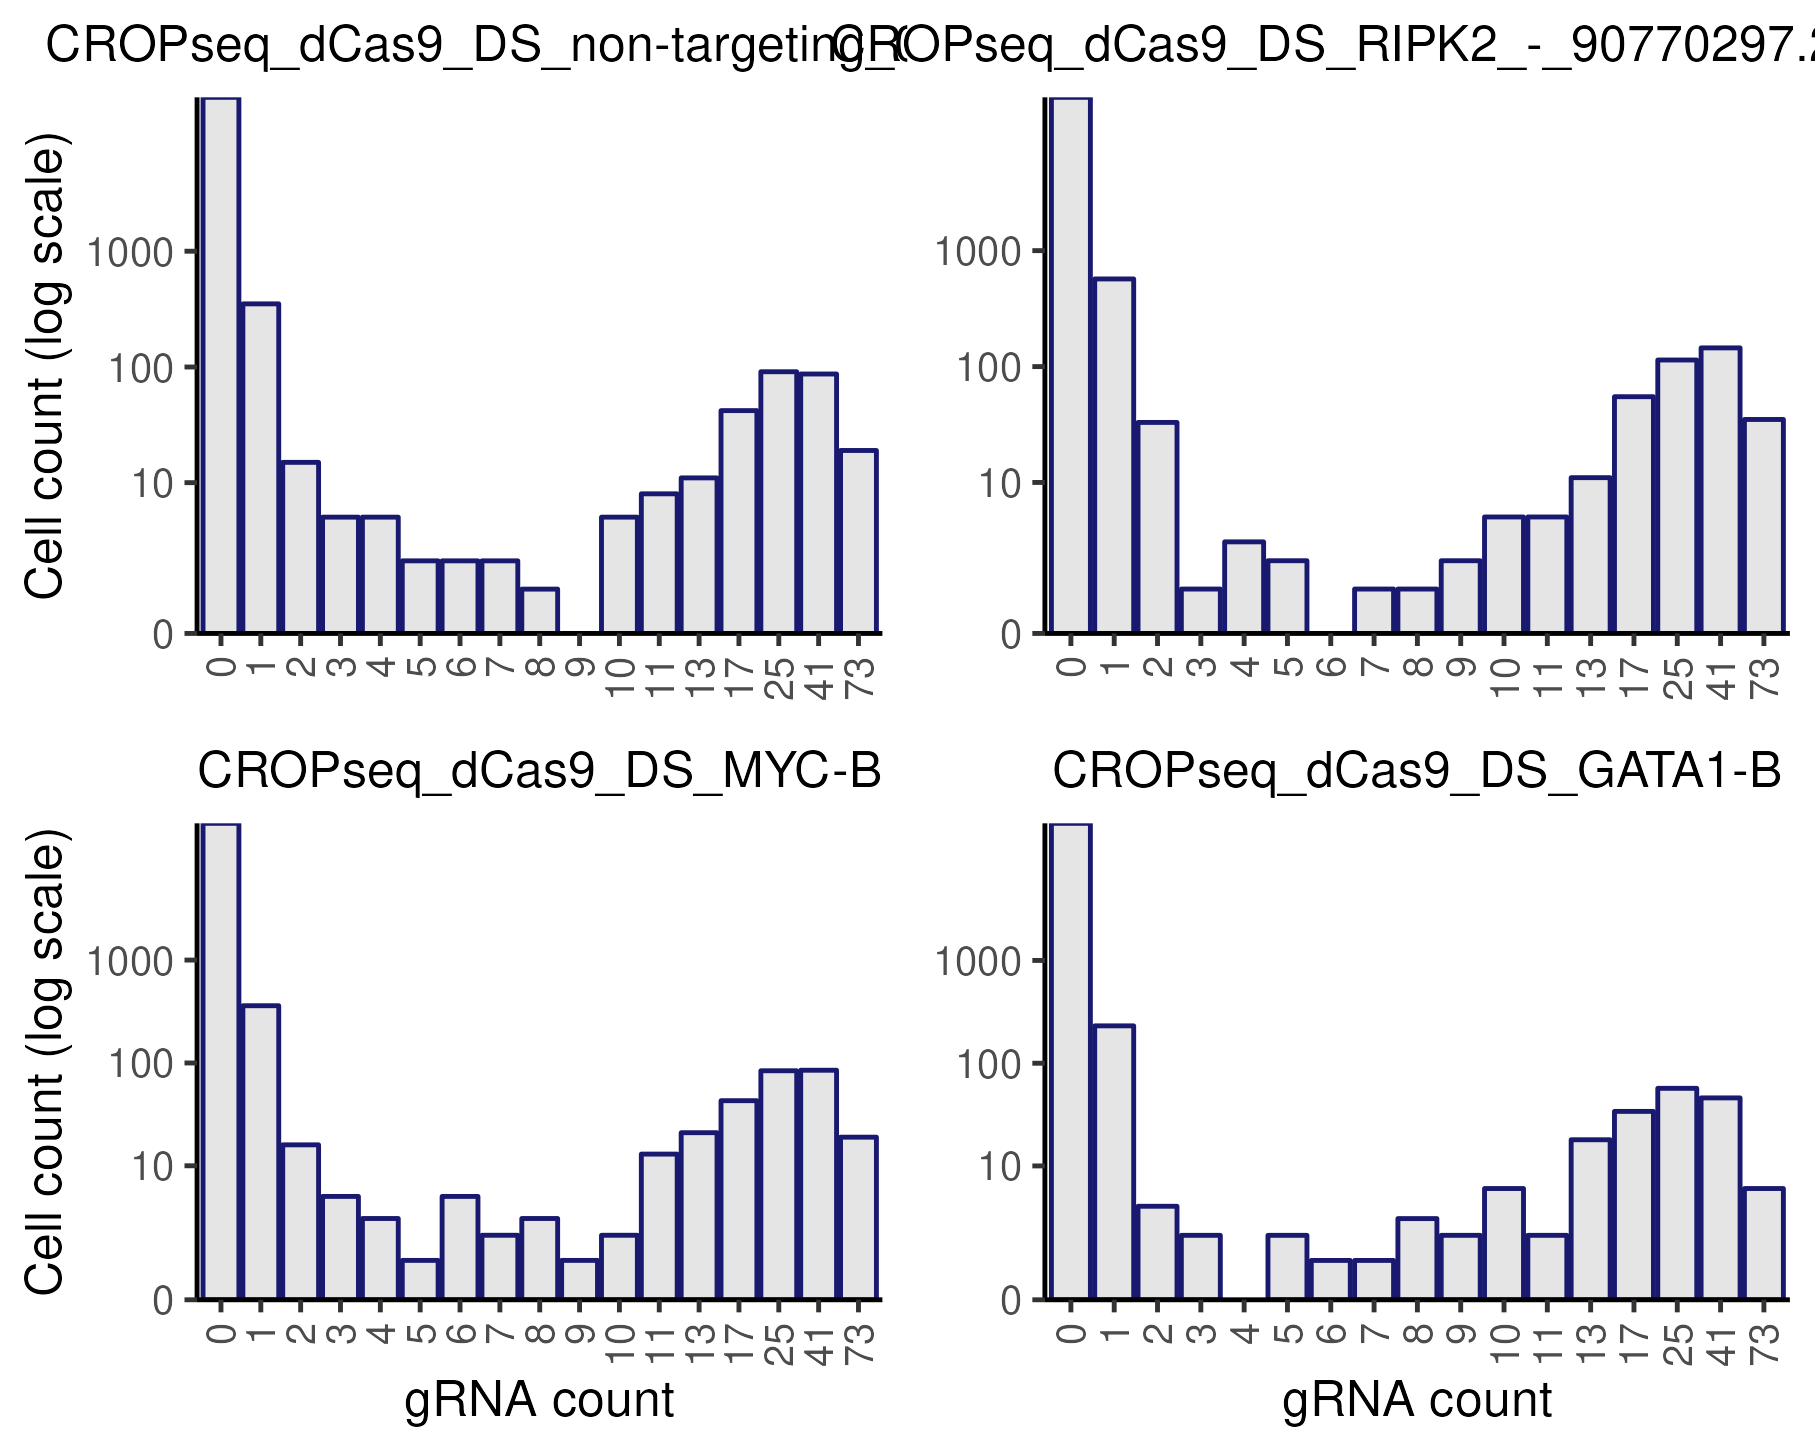 CROPseq_dCas9_DS_non-targeting_(
CROPseq_dCas9_DS_RIPK2_-_90770297.2
Cell count (log scale)
1000
100
10
0
0 1 2 3 4 5 6 7 8 9 10 11 13 17 25 41 73
1000
100
10
0
0 1 2 3 4 5 6 7 8 9 10 11 13 17 25 41 73
CROPseq_dCas9_DS_MYC-B
CROPseq_dCas9_DS_GATA1-B
Cell count (log scale)
1000
100
10
0
0 1 2 3 4 5 6 7 8 9 10 11 13 17 25 41 73
gRNA count
1000
100
10
0
0 1 2 3 4 5 6 7 8 9 10 11 13 17 25 41 73
gRNA count